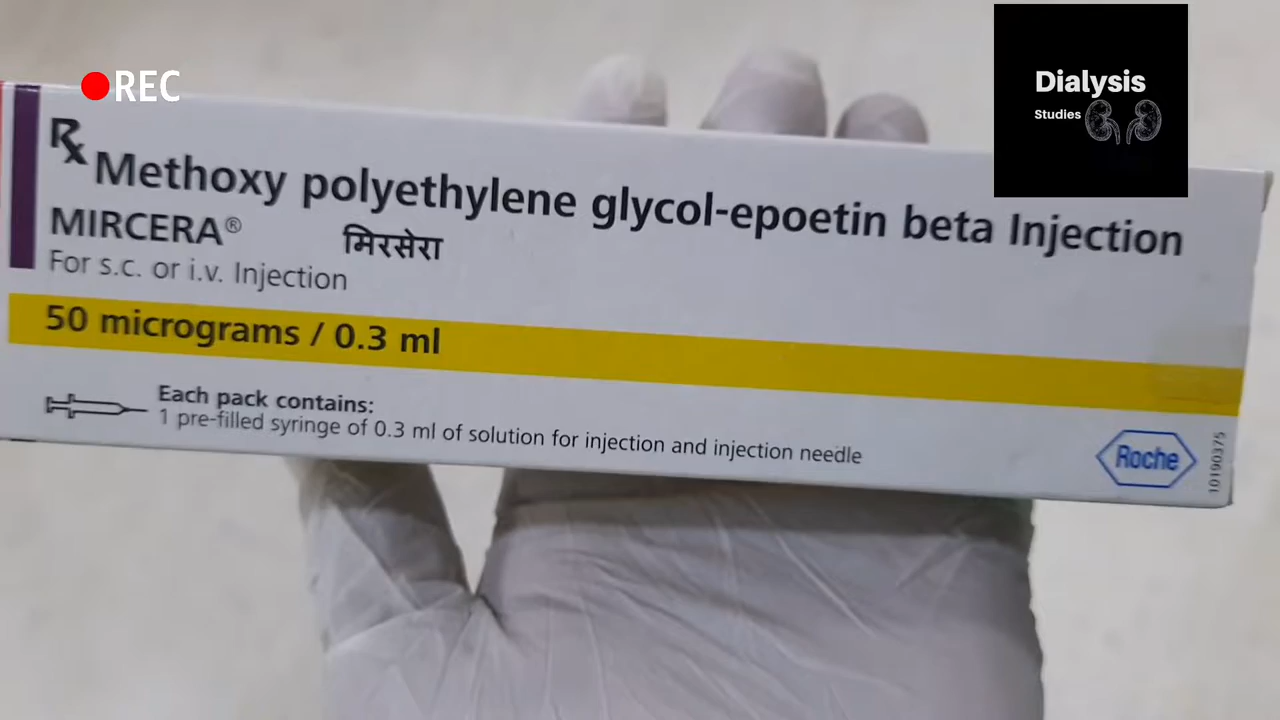 REC
Dialysis
Studies
Rx Methoxy polyethylene glycol-epoetin beta Injection
MIRCERA® मिरसेरा
For s.c. or i.v. Injection
50 micrograms / 0.3 ml
Each pack contains:
1 pre-filled syringe of 0.3 ml of solution for injection and injection needle
Roche
10190375